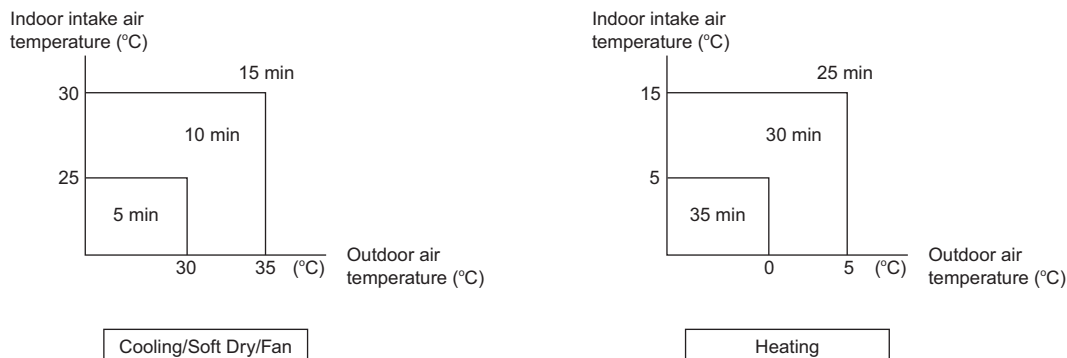 Indoor intake air
temperature (°C)
15 min
30
10 min
25
5 min
30 35 (°C)
Outdoor air
temperature (°C)
Cooling/Soft Dry/Fan
Indoor intake air
temperature (°C)
25 min
15
30 min
5
35 min
0 5 (°C)
Outdoor air
temperature (°C)
Heating